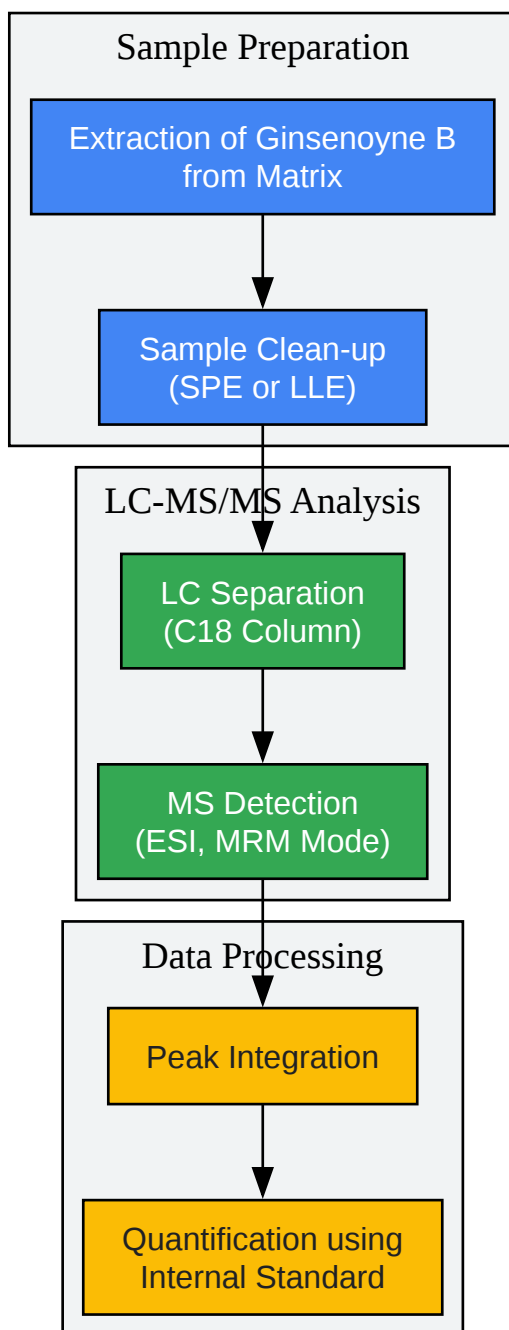 Sample Preparation
Extraction of Ginsenoyne B
from Matrix
Sample Clean-up
(SPE or LLE)
LC-MS/MS Analysis
LC Separation
(C18 Column)
MS Detection
(ESI, MRM Mode)
Data Processing
Peak Integration
Quantification using
Internal Standard